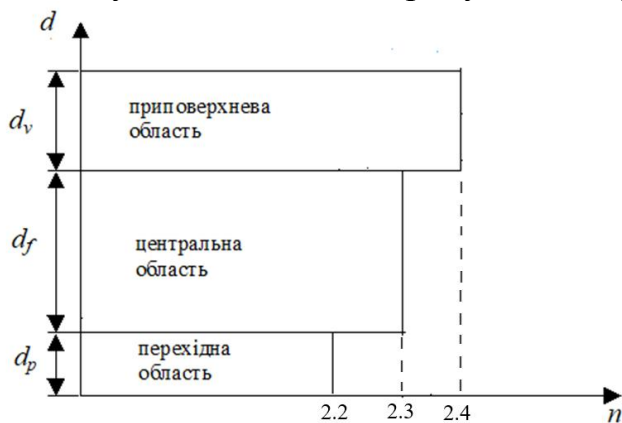 d
приповерхнева
область
d_v
центральна
область
d_f
перехідна
область
d_p
2.2
2.3
2.4
n